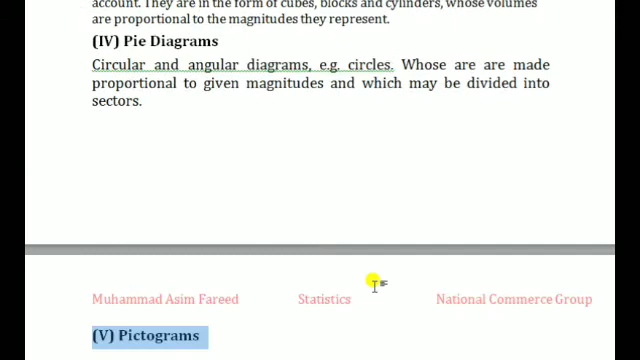 account. They are in the form of cubes, blocks and cylinders, whose volumes
are proportional to the magnitudes they represent.
(IV) Pie Diagrams
Circular and angular diagrams, e.g. circles. Whose are are made
proportional to given magnitudes and which may be divided into
sectors.
Muhammad Asim Fareed Statistics National Commerce Group
(V) Pictograms